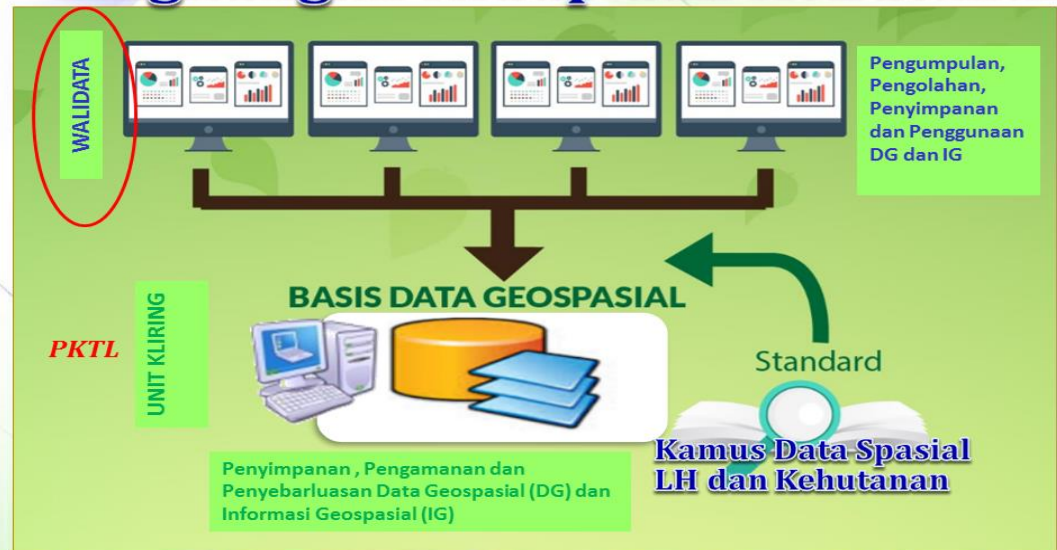 WALIDATA
Pengumpulan,
Pengolahan,
Penyimpanan
dan Penggunaan
DG dan IG
BASIS DATA GEOSPASIAL
PKTL
UNIT KLIRING
Standard
Kamus Data Spasial
LH dan Kehutanan
Penyimpanan , Pengamanan dan
Penyebarluasan Data Geospasial (DG) dan
Informasi Geospasial (IG)